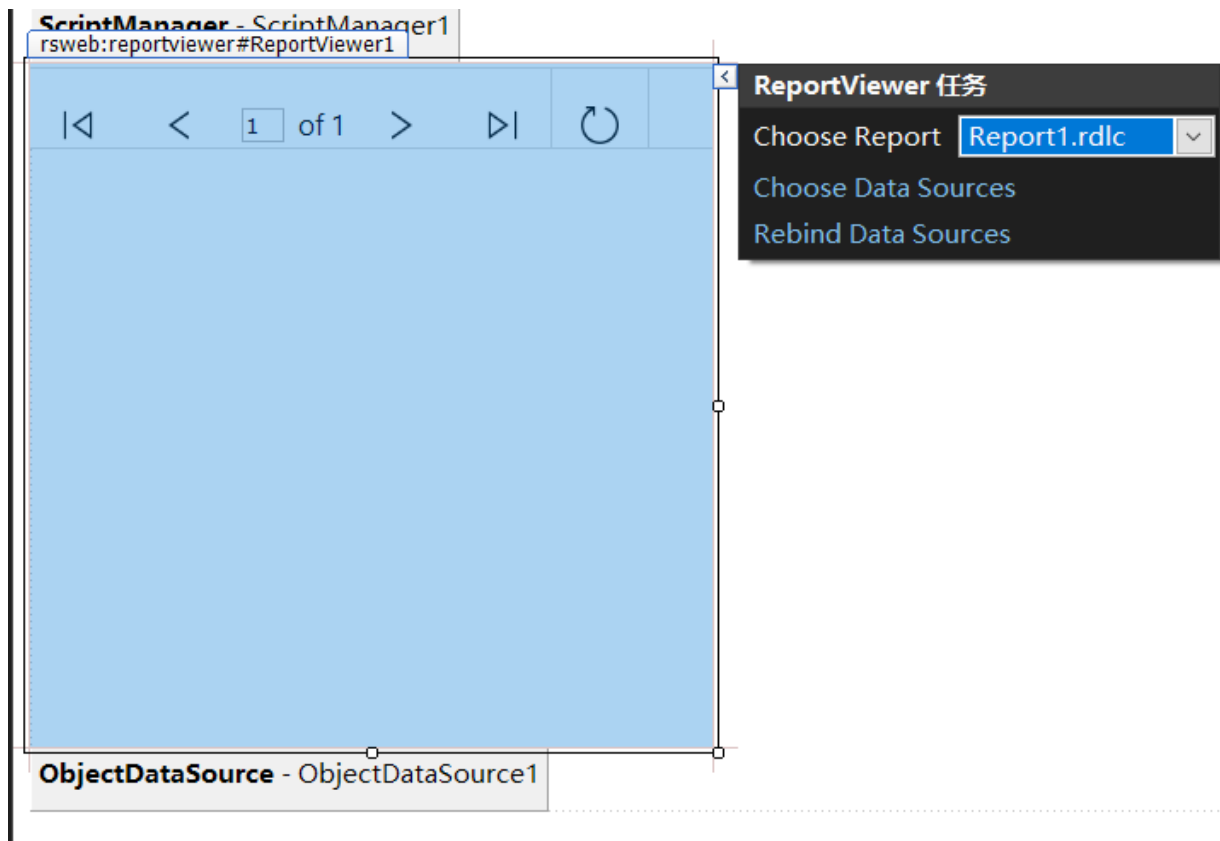 ScriptManager - ScriptManager1
rsweb:reportviewer#ReportViewer1
1 of 1
ReportViewer 任务
Choose Report Report1.rdlc
Choose Data Sources
Rebind Data Sources
ObjectDataSource - ObjectDataSource1